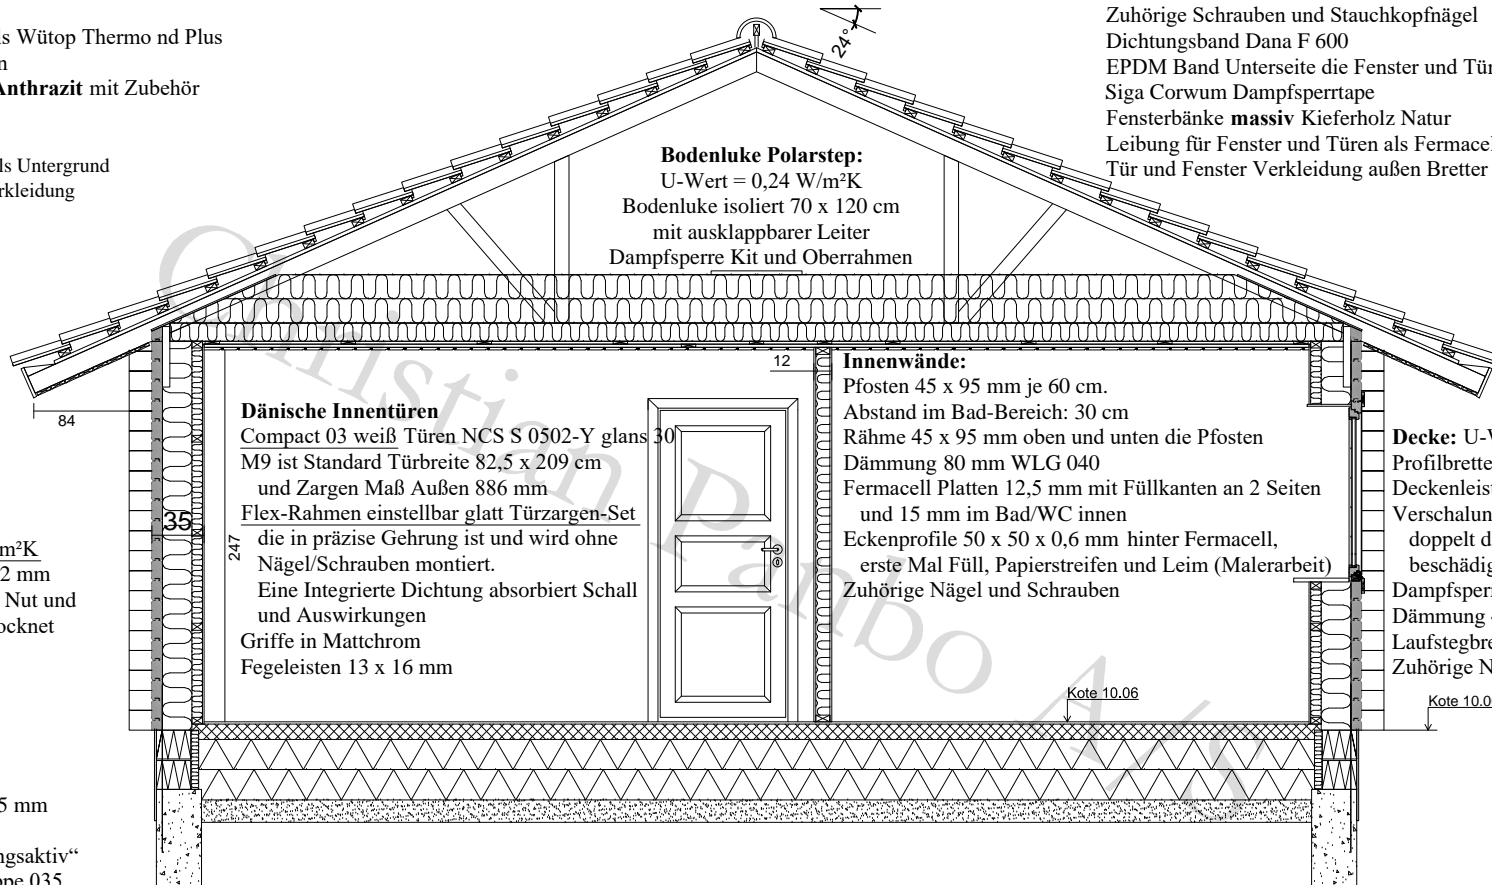 s Wütop Thermo nd Plus
n
Anthrazit mit Zubehör
ls Untergrund
rkleidung
24°
Zuhörige Schrauben und Stauchkopfnägel
Dichtungsband Dana F 600
EPDM Band Unterseite die Fenster und Tür
Siga Corwum Dampfsperrtape
Fensterbänke massiv Kieferholz Natur
Leibung für Fenster und Türen als Fermacel
Tür und Fenster Verkleidung außen Bretter
Bodenluke Polarstep:
U-Wert = 0,24 W/m²K
Bodenluke isoliert 70 x 120 cm
mit ausklappbarer Leiter
Dampfsperre Kit und Oberrahmen
84
35
247
12
Dänische Innentüren
Compact 03 weiß Türen NCS S 0502-Y glans 30
M9 ist Standard Türbreite 82,5 x 209 cm
und Zargen Maß Außen 886 mm
Flex-Rahmen einstellbar glatt Türzargen-Set
die in präzise Gehrung ist und wird ohne
Nägel/Schrauben montiert.
Eine Integrierte Dichtung absorbiert Schall
und Auswirkungen
Griffe in Mattchrom
Fegeleisten 13 x 16 mm
Innenwände:
Pfosten 45 x 95 mm je 60 cm.
Abstand im Bad-Bereich: 30 cm
Rähme 45 x 95 mm oben und unten die Pfosten
Dämmung 80 mm WLG 040
Fermacell Platten 12,5 mm mit Füllkanten an 2 Seiten
und 15 mm im Bad/WC innen
Eckenprofile 50 x 50 x 0,6 mm hinter Fermacell,
erste Mal Füll, Papierstreifen und Leim (Malerarbeit)
Zuhörige Nägel und Schrauben
Decke: U-W
Profilbrette
Deckenleist
Verschalun
doppelt d
beschädig
Dampfsperr
Dämmung
Laufstegbre
Zuhörige N
Kote 10.06
Kote 10.0
m²K
2 mm
Nut und
ocknet
5 mm
ngsaktiv“
ppe 035
Christian Panbo A/S